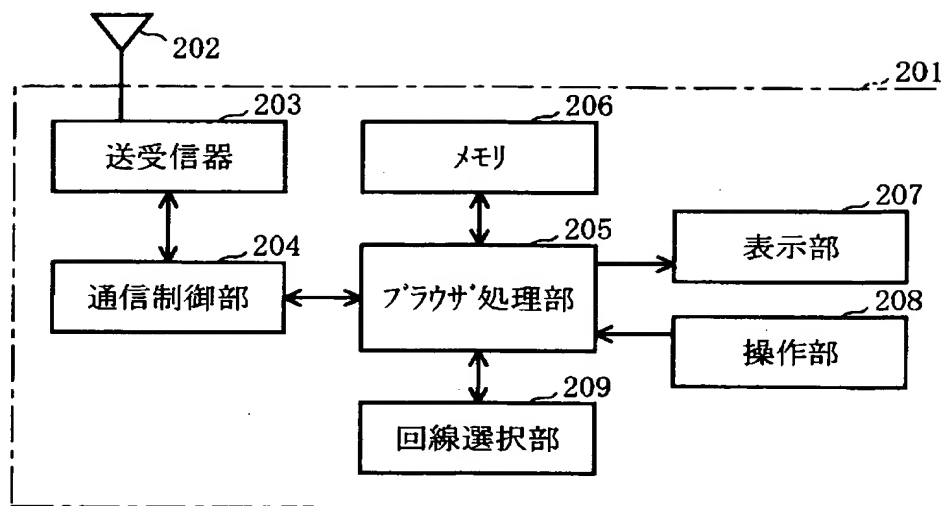 202
201
203
送受信器
206
メモリ
207
表示部
204
通信制御部
205
ブラウザ処理部
208
操作部
209
回線選択部